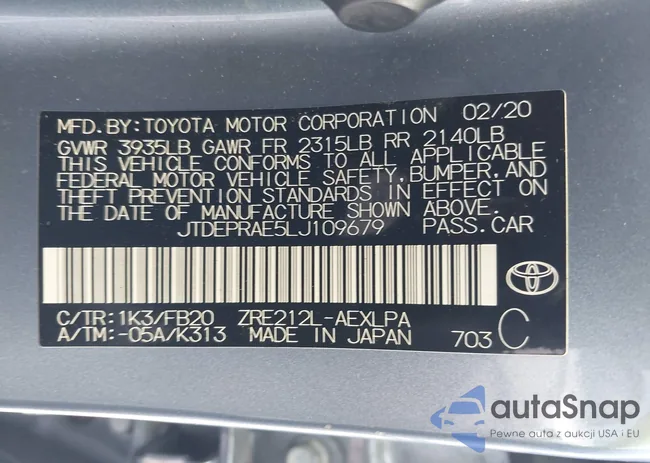 MFD.BY:TOYOTA MOTOR CORPORATION 02/20
GVWR 3935LB GAWR FR 2315LB RR 2140LB
THIS VEHICLE CONFORMS TO ALL APPLICABLE
FEDERAL MOTOR VEHICLE SAFETY,BUMPER,AND
THEFT PREVENTION STANDARDS IN EFFECT ON
THE DATE OF MANUFACTURE SHOWN ABOVE.
JTDEPRAE5LJ109679 PASS.CAR
C/TR:1K3/FB20 ZRE212L-AEXLPA
A/TM:-05A/K313 MADE IN JAPAN 703 C
autaSnap
Pewne auta z aukcji USA i EU